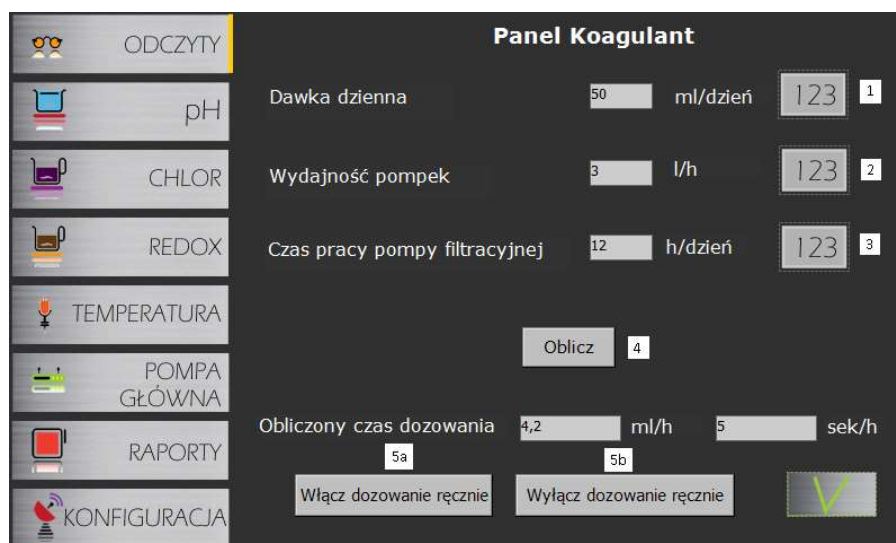 ODCZYTY
pH
CHLOR
REDOX
TEMPERATURA
POMPA
GŁÓWNA
RAPORTY
KONFIGURACJA
Panel Koagulant
Dawka dzienna 50 ml/dzień 123 1
Wydajność pompek 3 l/h 123 2
Czas pracy pompy filtracyjnej 12 h/dzień 123 3
Oblicz 4
Obliczony czas dozowania 4,2 ml/h 5 sek/h
5a 5b
Włącz dozowanie ręcznie Wyłącz dozowanie ręcznie